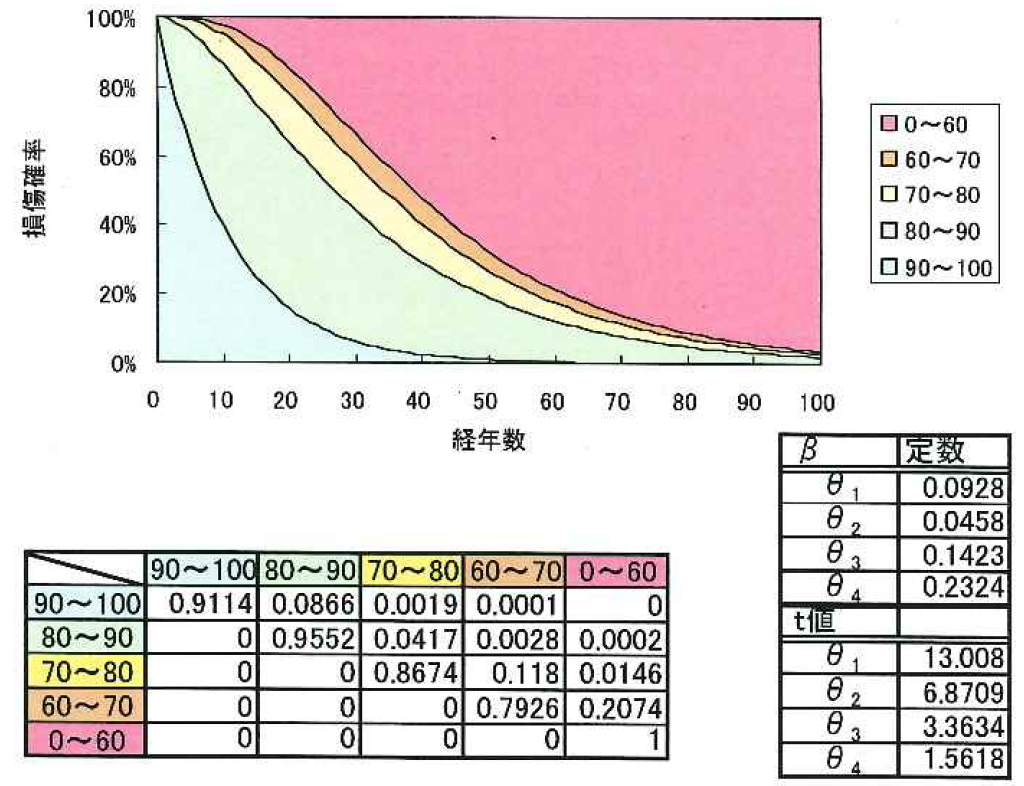 100%
80%
60%
40%
20%
0%
損傷確率
0 10 20 30 40 50 60 70 80 90 100
経年数
0～60
60～70
70～80
80～90
90～100
β 定数
θ1 0.0928
θ2 0.0458
θ3 0.1423
θ4 0.2324
t値
θ1 13.008
θ2 6.8709
θ3 3.3634
θ4 1.5618
90～100 80～90 70～80 60～70 0～60
90～100 0.9114 0.0866 0.0019 0.0001 0
80～90 0 0.9552 0.0417 0.0028 0.0002
70～80 0 0 0.8674 0.118 0.0146
60～70 0 0 0 0.7926 0.2074
0～60 0 0 0 0 1